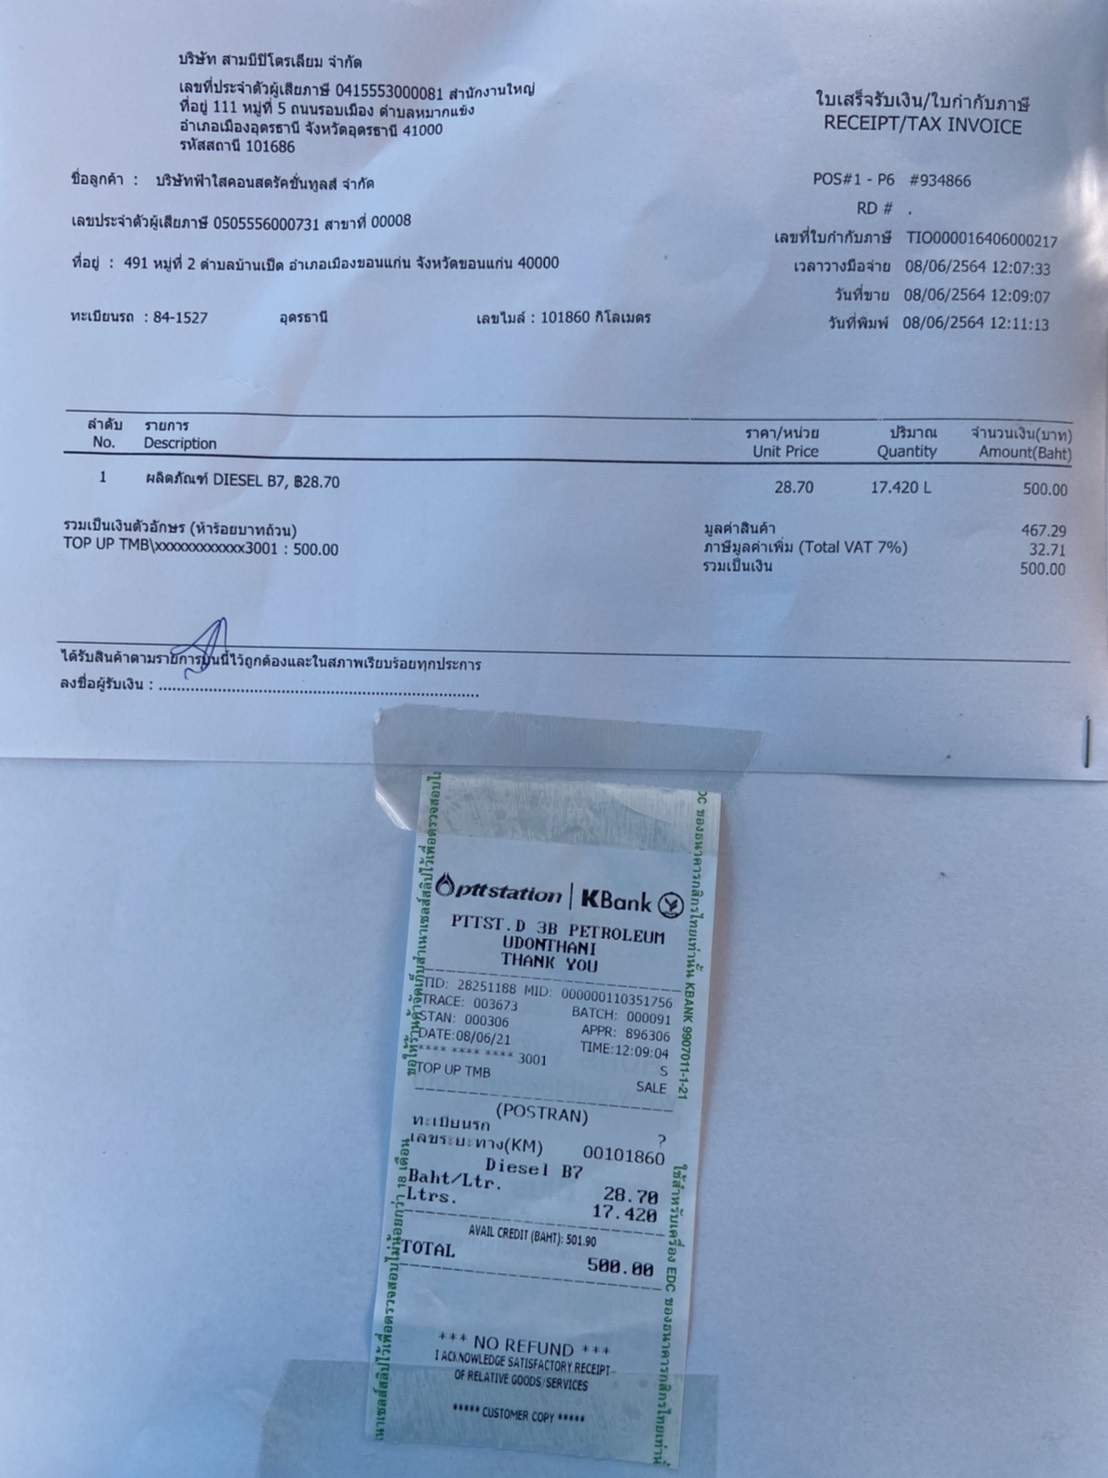 บริษัท สามบีปิโตรเลียม จำกัด
เลขที่ประจำตัวผู้เสียภาษี 0415553000081 สำนักงานใหญ่
ที่อยู่ 111 หมู่ที่ 5 ถนนรอบเมือง ตำบลหมากแข้ง
อำเภอเมืองอุดรธานี จังหวัดอุดรธานี 41000
รหัสสถานี 101686
ใบเสร็จรับเงิน/ใบกำกับภาษี
RECEIPT/TAX INVOICE
ชื่อลูกค้า : บริษัทฟ้าใสคอนสตรัคชั่นทูลส์ จำกัด
POS#1 - P6 #934866
RD # .
เลขประจำตัวผู้เสียภาษี 0505556000731 สาขาที่ 00008
เลขที่ใบกำกับภาษี TIO000016406000217
ที่อยู่ : 491 หมู่ที่ 2 ตำบลบ้านเป็ด อำเภอเมืองขอนแก่น จังหวัดขอนแก่น 40000
เวลาวางมือจ่าย 08/06/2564 12:07:33
วันที่ขาย 08/06/2564 12:09:07
ทะเบียนรถ : 84-1527 อุดรธานี เลขไมล์ : 101860 กิโลเมตร
วันที่พิมพ์ 08/06/2564 12:11:13
ลำดับ รายการ ราคา/หน่วย ปริมาณ จำนวนเงิน(บาท)
No. Description Unit Price Quantity Amount(Baht)
1 ผลิตภัณฑ์ DIESEL B7, ฿28.70 28.70 17.420 L 500.00
รวมเป็นเงินตัวอักษร (ห้าร้อยบาทถ้วน) มูลค่าสินค้า 467.29
TOP UP TMB\xxxxxxxxxxxx3001 : 500.00 ภาษีมูลค่าเพิ่ม (Total VAT 7%) 32.71
รวมเป็นเงิน 500.00
ได้รับสินค้าตามรายการบนนี้ไว้ถูกต้องและในสภาพเรียบร้อยทุกประการ
ลงชื่อผู้รับเงิน : ................................................................
pttstation | KBank
PTTST.D 3B PETROLEUM
UDONTHANI
THANK YOU
TID: 28251188 MID: 000000110351756
TRACE: 003673 BATCH: 000091
STAN: 000306 APPR: 896306
DATE:08/06/21 TIME:12:09:04
**** **** **** 3001 S
TOP UP TMB SALE
(POSTRAN)
ทะเบียนรถ ?
เลขระยะทาง(KM) 00101860
Diesel B7
Baht/Ltr. 28.70
Ltrs. 17.420
AVAIL CREDIT (BAHT): 501.90
TOTAL 500.00
*** NO REFUND ***
I ACKNOWLEDGE SATISFACTORY RECEIPT
OF RELATIVE GOODS/SERVICES
***** CUSTOMER COPY *****
ใช้สำหรับเครื่อง EDC ของธนาคารกสิกรไทยเท่านั้น
EDC ของธนาคารกสิกรไทยเท่านั้น KBANK 9907011-1-21